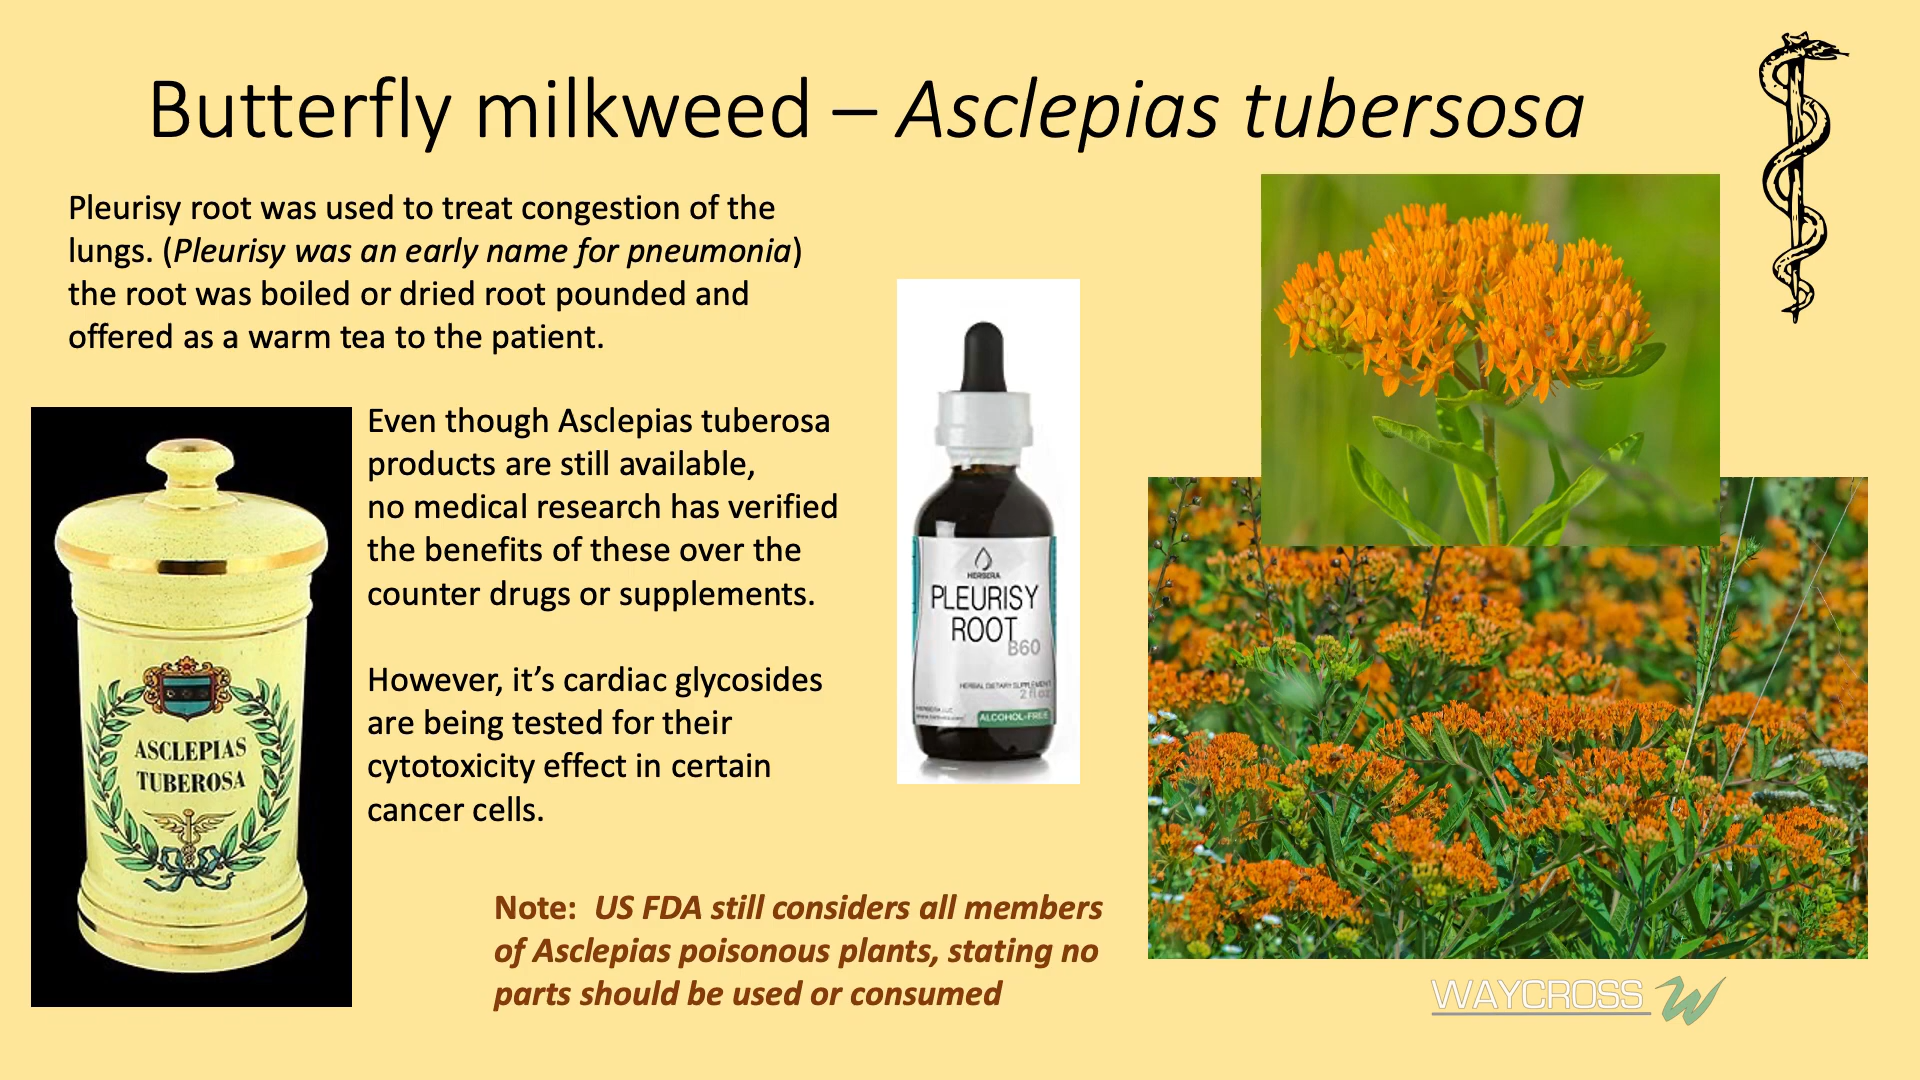 Butterfly milkweed – Asclepias tubersosa
Pleurisy root was used to treat congestion of the
lungs. (Pleurisy was an early name for pneumonia)
the root was boiled or dried root pounded and
offered as a warm tea to the patient.
Even though Asclepias tuberosa
products are still available,
no medical research has verified
the benefits of these over the
counter drugs or supplements.
However, it’s cardiac glycosides
are being tested for their
cytotoxicity effect in certain
cancer cells.
ASCLEPIAS
TUBEROSA
HERBERA
PLEURISY
ROOT
B60
HERBAL DIETARY SUPPLEMENT
2 fl oz
ALCOHOL-FREE
Note: US FDA still considers all members
of Asclepias poisonous plants, stating no
parts should be used or consumed
WAYCROSS W